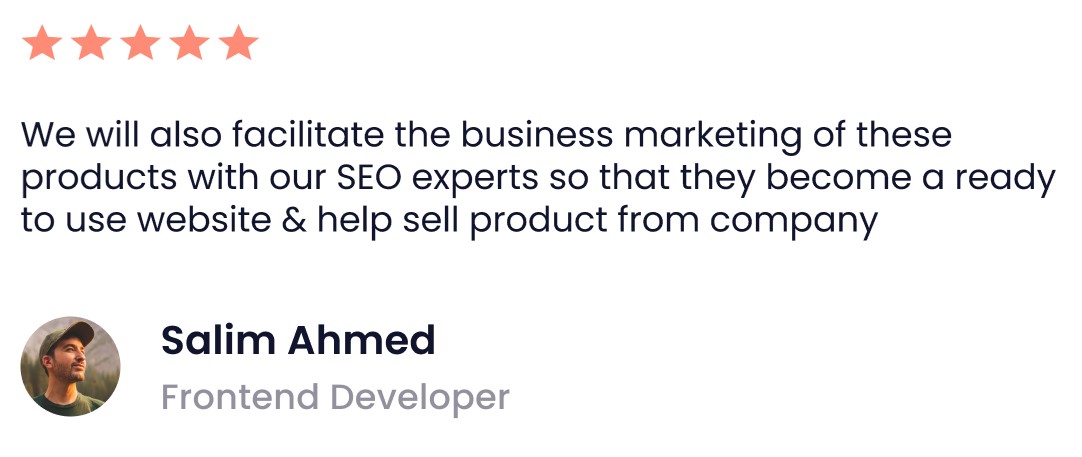 We will also facilitate the business marketing of these
products with our SEO experts so that they become a ready
to use website & help sell product from company
Salim Ahmed
Frontend Developer